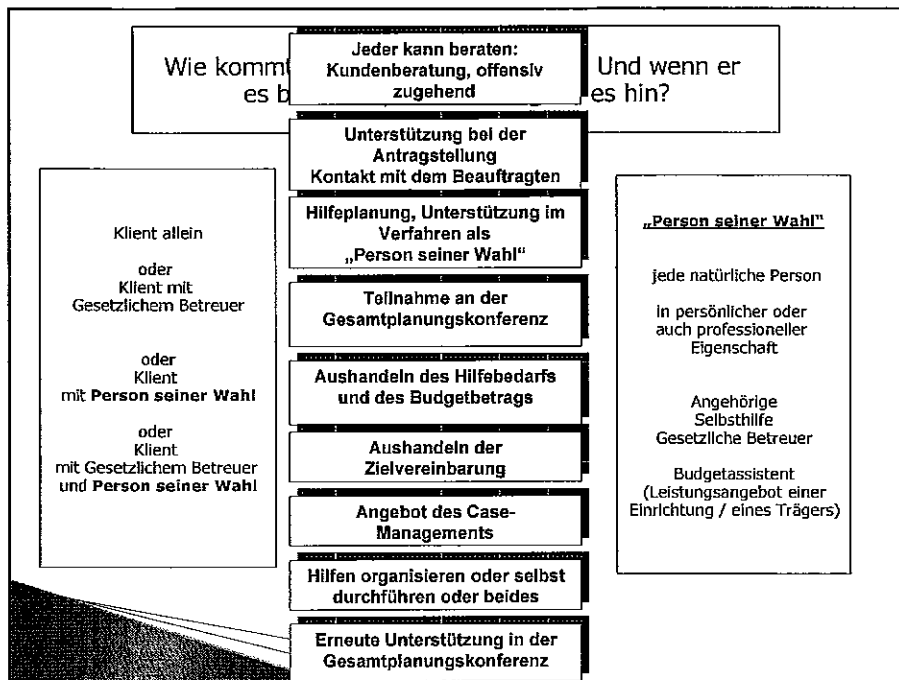 Wie kommt
Und wenn er
es b
es hin?
Jeder kann beraten:
Kundenberatung, offensiv
zugehend
Unterstützung bei der
Antragstellung
Kontakt mit dem Beauftragten
Hilfeplanung, Unterstützung im
Verfahren als
„Person seiner Wahl"
Teilnahme an der
Gesamtplanungskonferenz
Aushandeln des Hilfebedarfs
und des Budgetbetrags
Aushandeln der
Zielvereinbarung
Angebot des Case-
Managements
Hilfen organisieren oder selbst
durchführen oder beides
Erneute Unterstützung in der
Gesamtplanungskonferenz
Klient allein
oder
Klient mit
Gesetzlichem Betreuer
oder
Klient
mit Person seiner Wahl
oder
Klient
mit Gesetzlichem Betreuer
und Person seiner Wahl
„Person seiner Wahl"
jede natürliche Person
in persönlicher oder
auch professioneller
Eigenschaft
Angehörige
Selbsthilfe
Gesetzliche Betreuer
Budgetassistent
(Leistungsangebot einer
Einrichtung / eines Trägers)